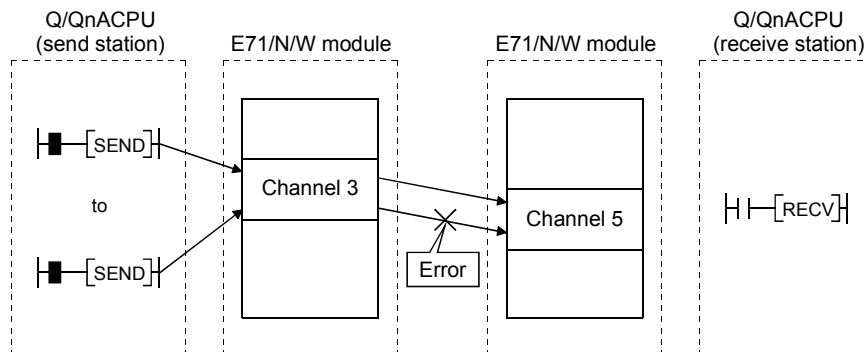 Q/QnACPU
(send station)
E71/N/W module
E71/N/W module
Q/QnACPU
(receive station)
SEND
to
SEND
Channel 3
Error
Channel 5
RECV